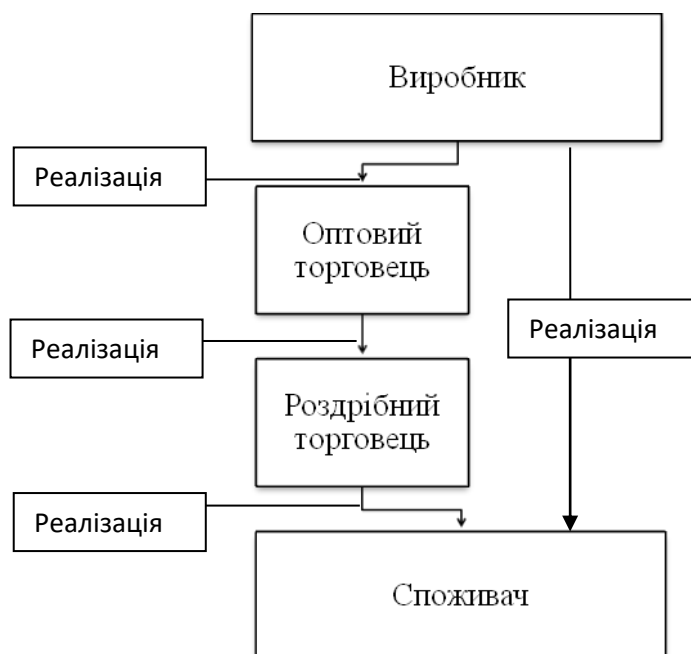 Виробник
Реалізація
Оптовий
торговець
Реалізація
Реалізація
Роздрібний
торговець
Реалізація
Споживач